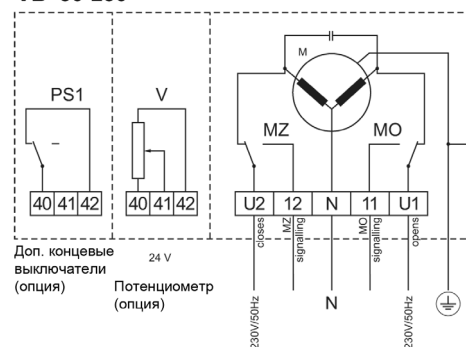 M
PS1
V
MZ
MO
40 41 42
40 41 42
U2 12 N 11 U1
closes
MZ signalling
MO signalling
opens
Доп. концевые
выключатели
(опция)
24 V
Потенциометр
(опция)
N
230V/50Hz
230V/50Hz